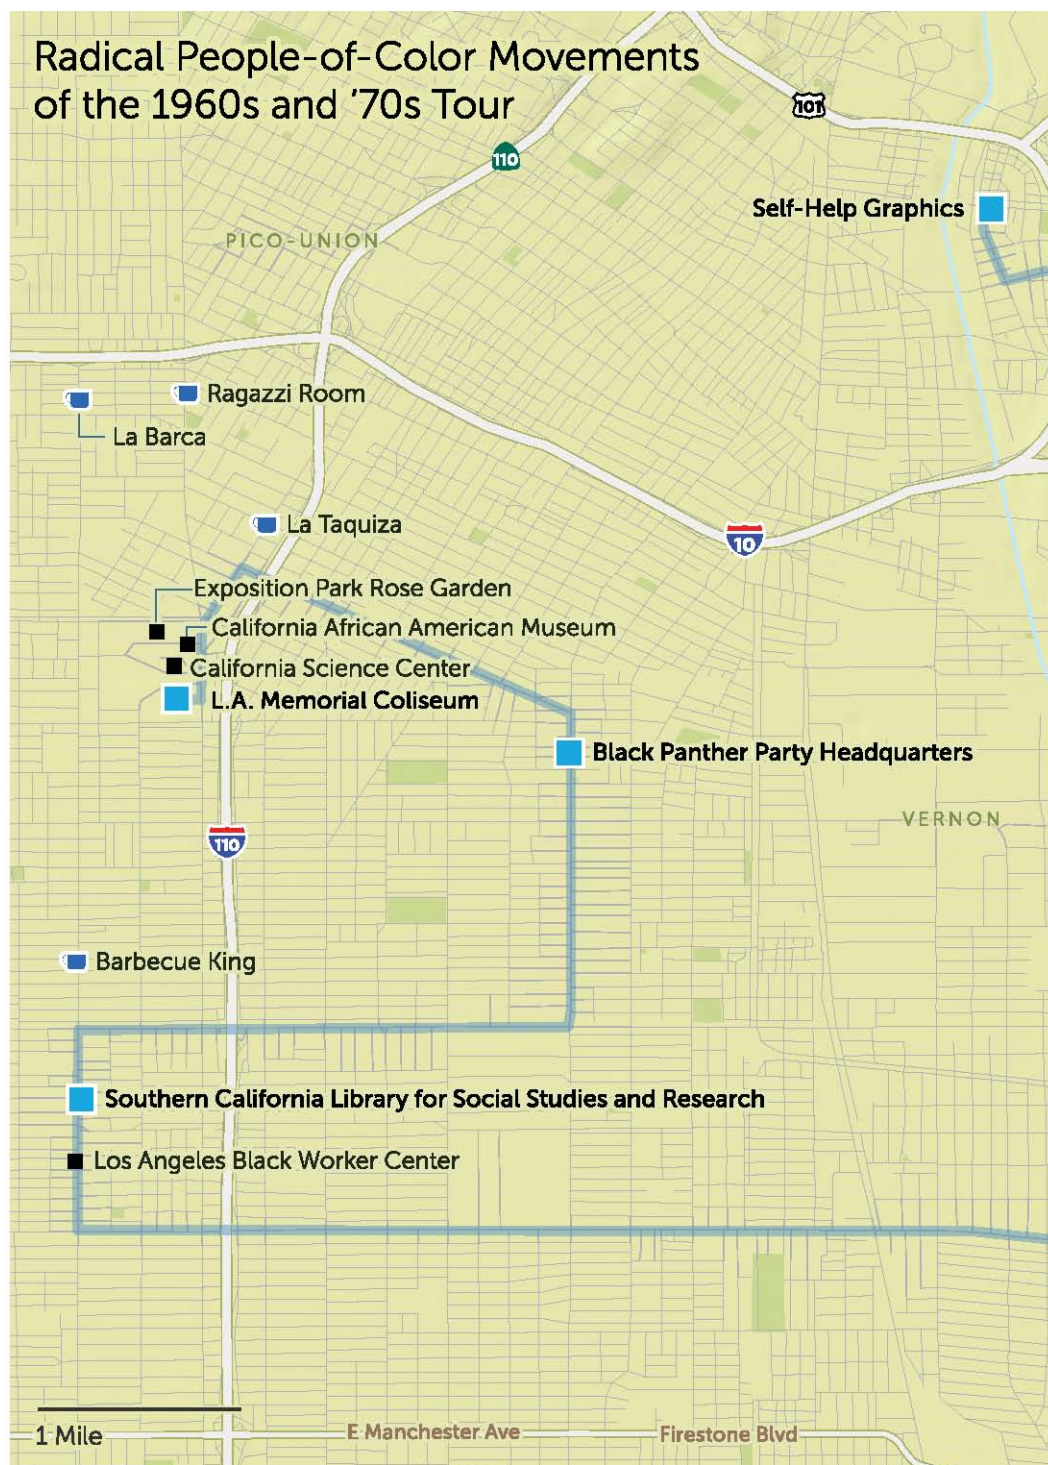 Radical People-of-Color Movements
of the 1960s and '70s Tour
101
110
Self-Help Graphics
PICO-UNION
Ragazzi Room
La Barca
La Taquiza
10
Exposition Park Rose Garden
California African American Museum
California Science Center
L.A. Memorial Coliseum
Black Panther Party Headquarters
VERNON
110
Barbecue King
Southern California Library for Social Studies and Research
Los Angeles Black Worker Center
1 Mile
E Manchester Ave
Firestone Blvd